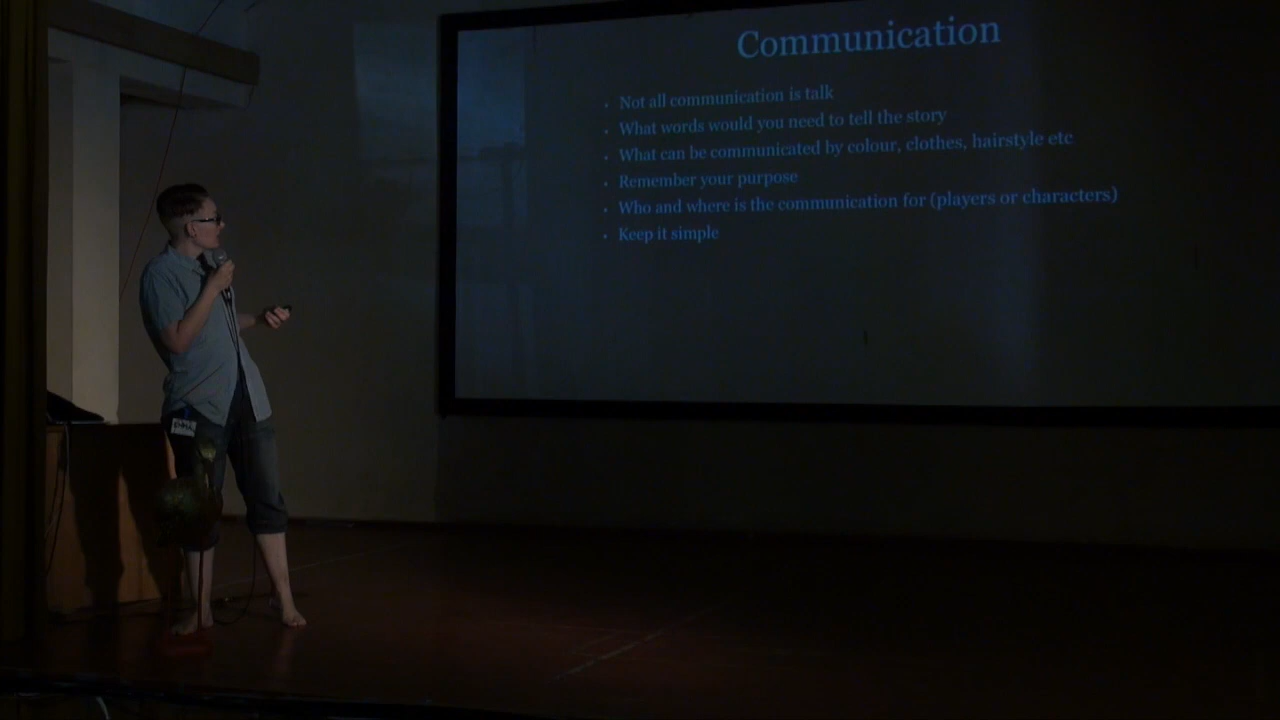 Communication
Not all communication is talk
What words would you need to tell the story
What can be communicated by colour, clothes, hairstyle etc
Remember your purpose
Who and where is the communication for (players or characters)
Keep it simple